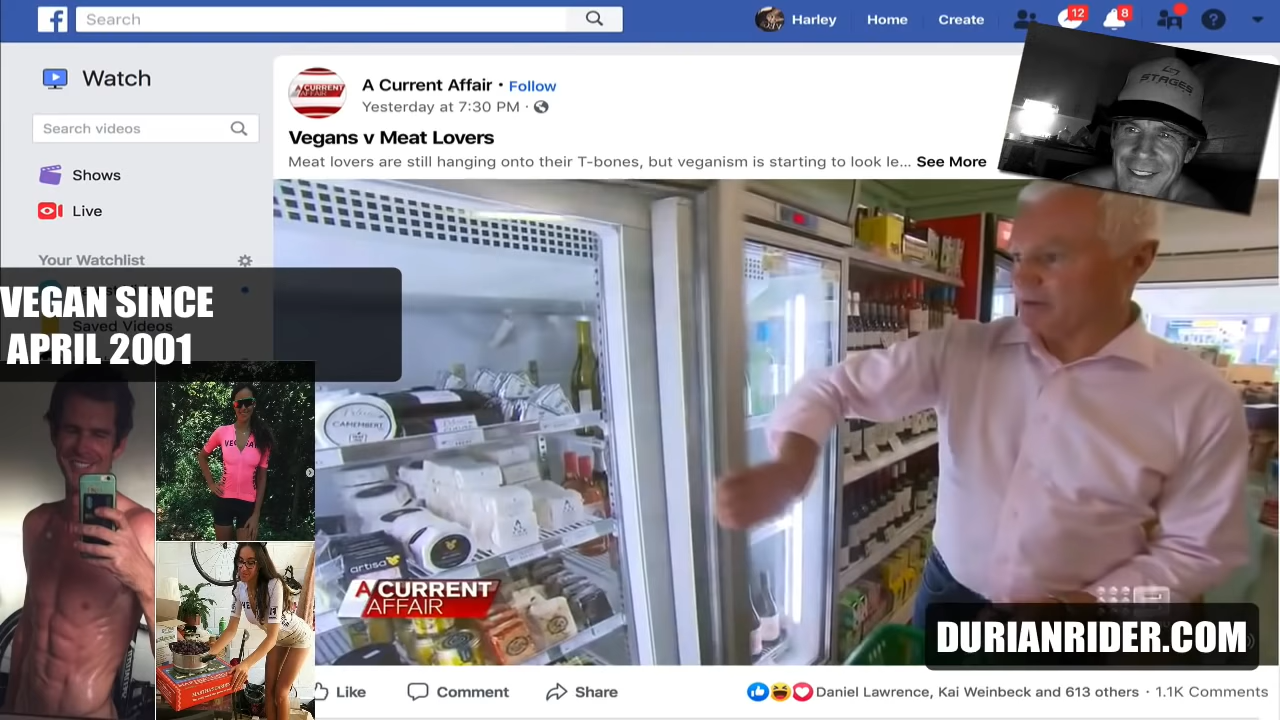 Search
Harley
Home
Create
12
8
Watch
Search videos
Shows
Live
Your Watchlist
Saved Videos
A Current Affair · Follow
Yesterday at 7:30 PM ·
Vegans v Meat Lovers
Meat lovers are still hanging onto their T-bones, but veganism is starting to look le... See More
STAGES
VEGAN SINCE
APRIL 2001
VEGAN
CAMEMBERT
artisa
A CURRENT
AFFAIR
DURIANRIDER.COM
Like
Comment
Share
Daniel Lawrence, Kai Weinbeck and 613 others · 1.1K Comments